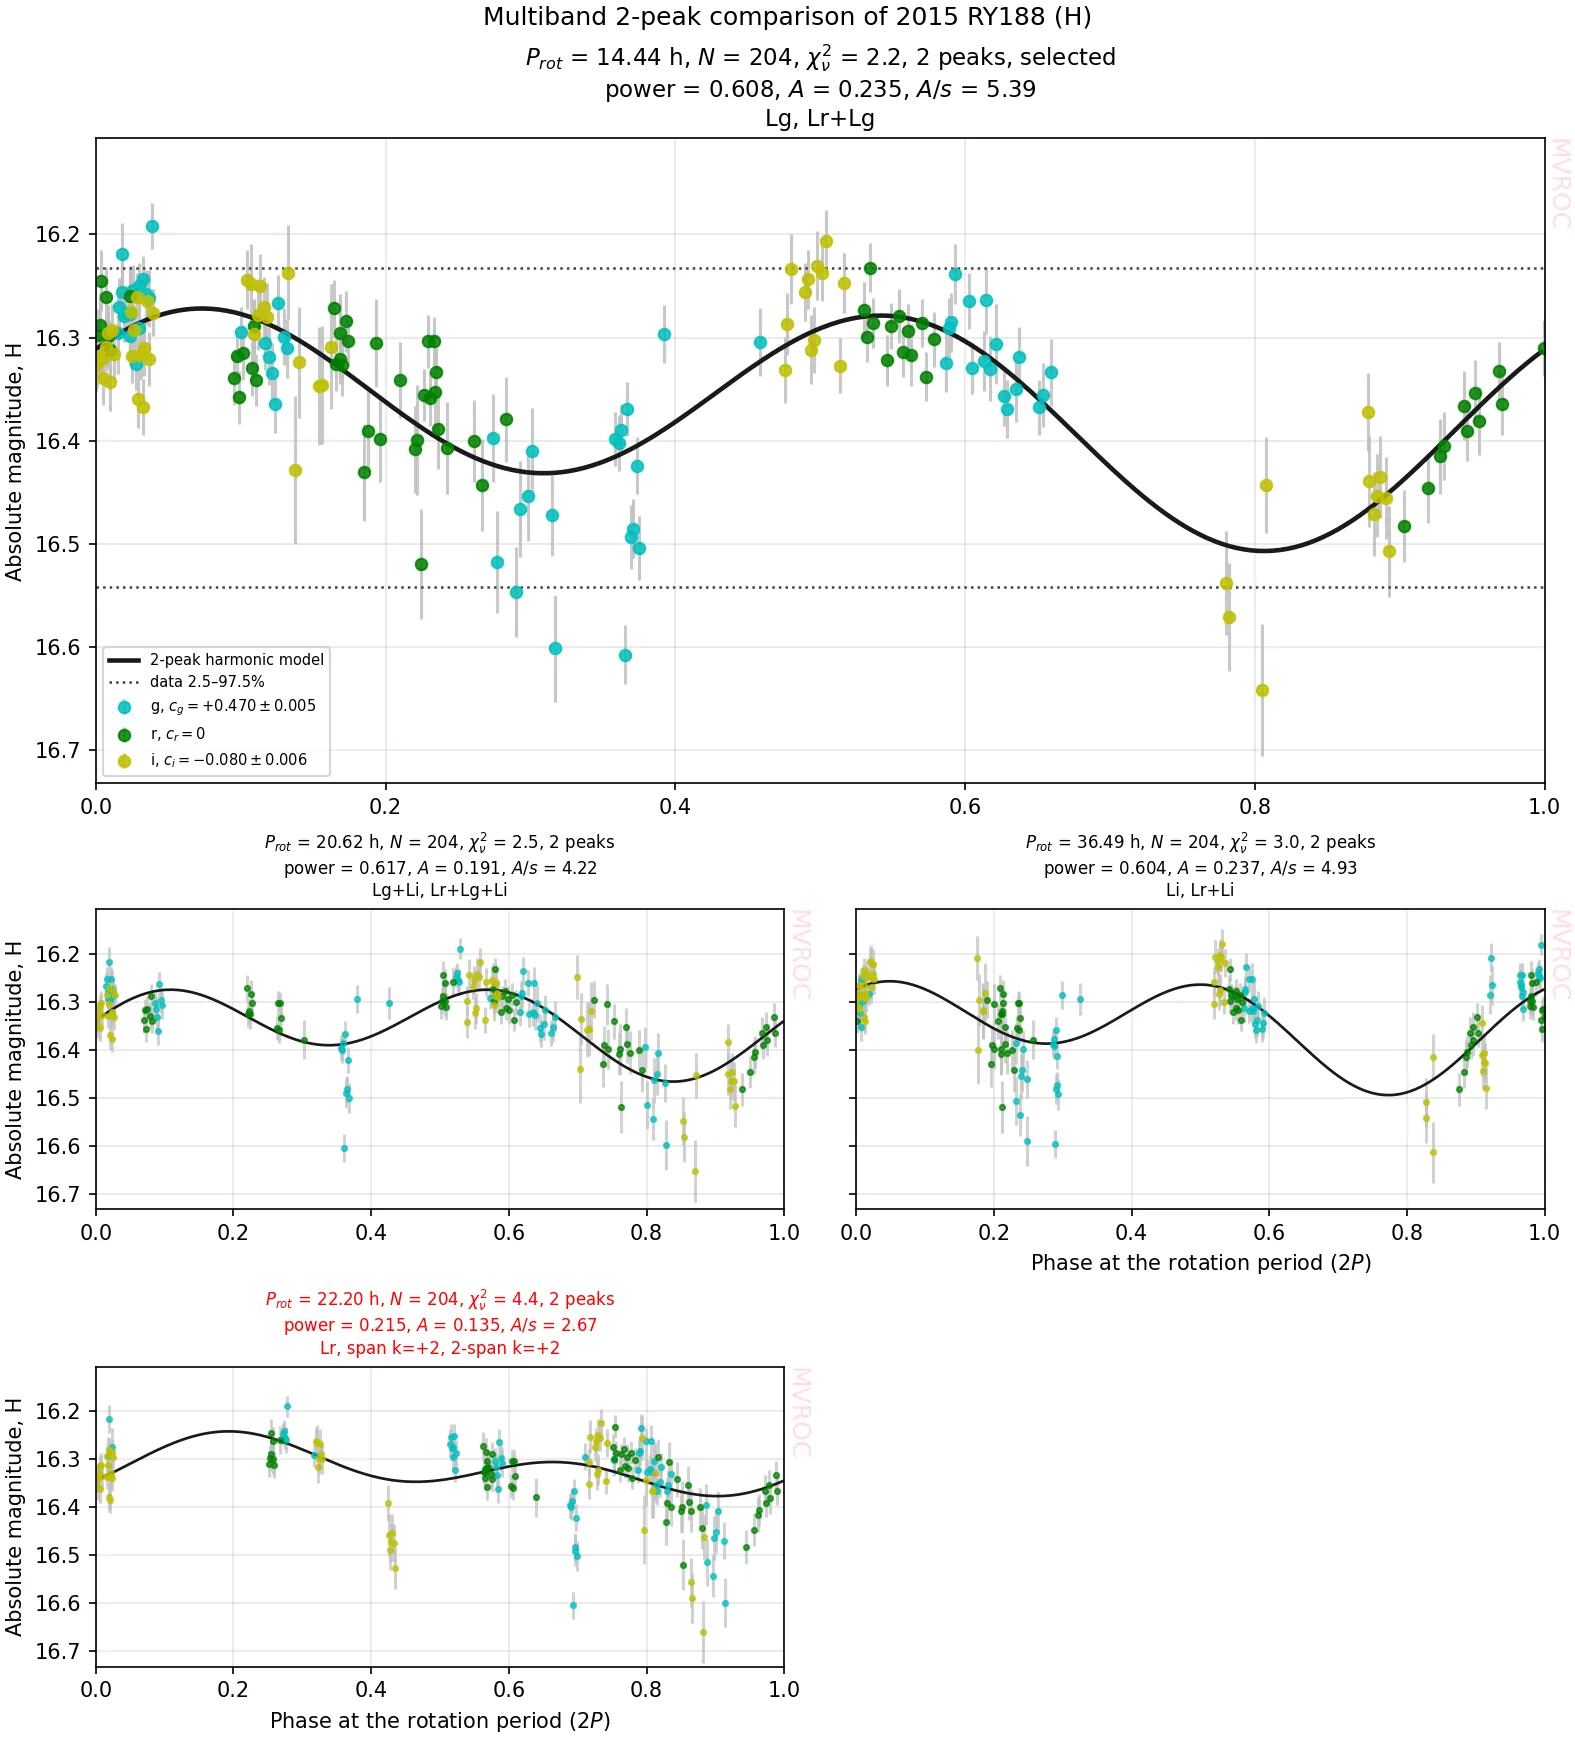 Multiband 2-peak comparison of 2015 RY188 (H)
P_rot = 14.44 h, N = 204, χ²_ν = 2.2, 2 peaks, selected
power = 0.608, A = 0.235, A/s = 5.39
Lg, Lr+Lg
MVROC
Absolute magnitude, H
16.2
16.3
16.4
16.5
16.6
16.7
2-peak harmonic model
data 2.5–97.5%
g, c_g = +0.470 ± 0.005
r, c_r = 0
i, c_i = −0.080 ± 0.006
0.0 0.2 0.4 0.6 0.8 1.0
P_rot = 20.62 h, N = 204, χ²_ν = 2.5, 2 peaks
power = 0.617, A = 0.191, A/s = 4.22
Lg+Li, Lr+Lg+Li
MVROC
Absolute magnitude, H
16.2
16.3
16.4
16.5
16.6
16.7
0.0 0.2 0.4 0.6 0.8 1.0
P_rot = 36.49 h, N = 204, χ²_ν = 3.0, 2 peaks
power = 0.604, A = 0.237, A/s = 4.93
Li, Lr+Li
MVROC
0.0 0.2 0.4 0.6 0.8 1.0
Phase at the rotation period (2P)
P_rot = 22.20 h, N = 204, χ²_ν = 4.4, 2 peaks
power = 0.215, A = 0.135, A/s = 2.67
Lr, span k=+2, 2-span k=+2
MVROC
Absolute magnitude, H
16.2
16.3
16.4
16.5
16.6
16.7
0.0 0.2 0.4 0.6 0.8 1.0
Phase at the rotation period (2P)